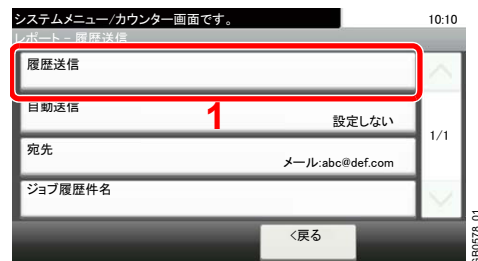 システムメニュー/カウンター画面です。 10:10
レポート - 履歴送信
履歴送信
自動送信
1
設定しない
1/1
宛先
メール:abc@def.com
ジョブ履歴件名
<戻る
GB0578_01